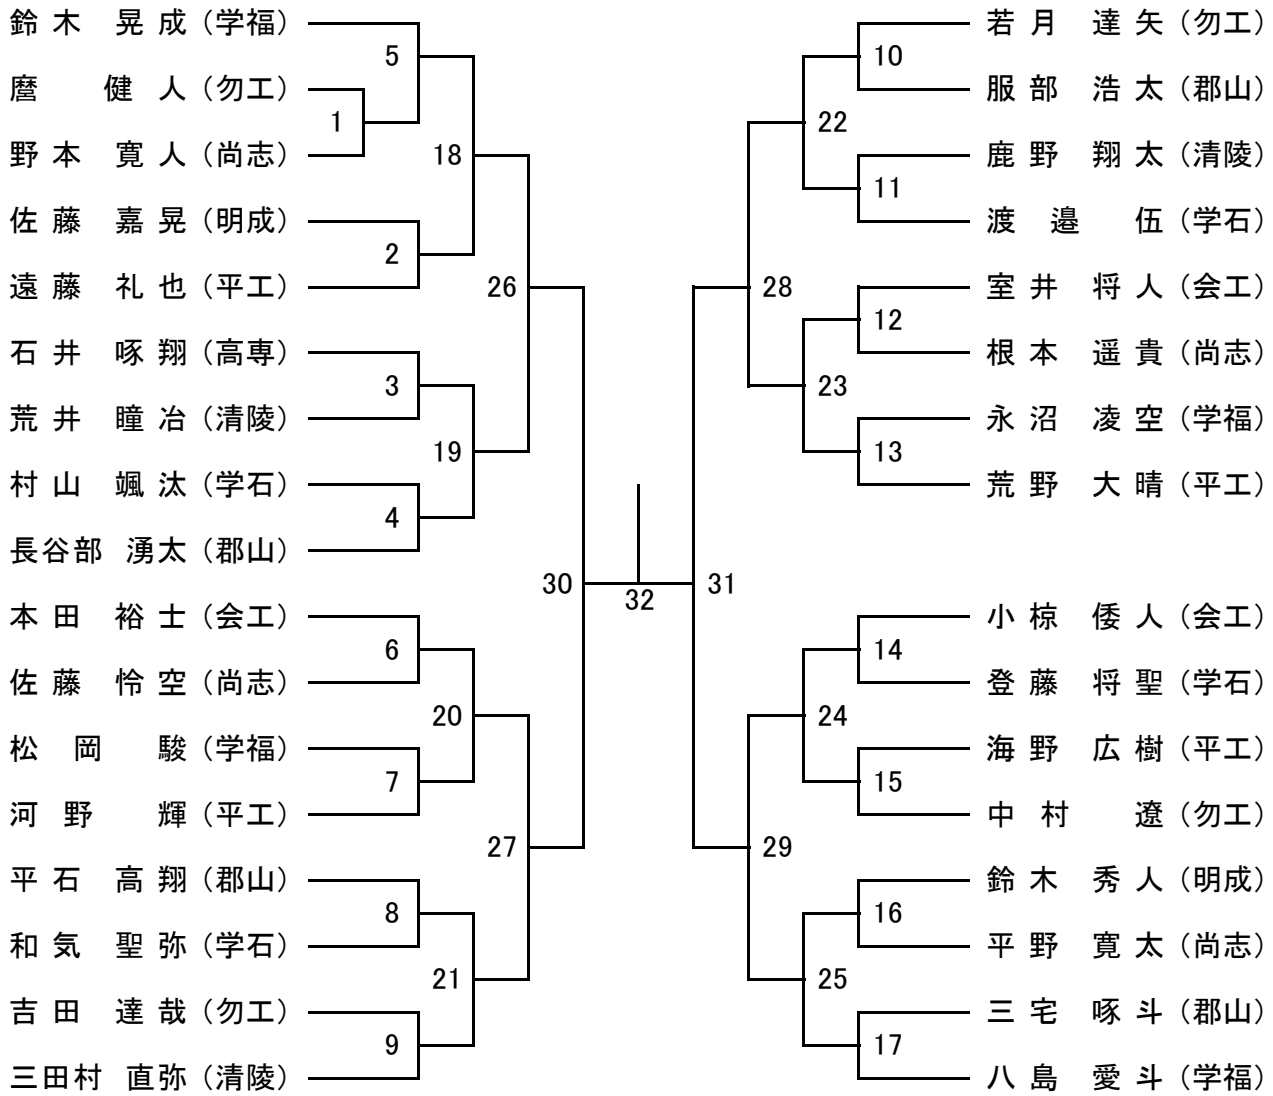 鈴木 晃成（学福）
麿 健人（勿工）
野本 寛人（尚志）
佐藤 嘉晃（明成）
遠藤 礼也（平工）
石井 啄翔（高専）
荒井 瞳冶（清陵）
村山 颯汰（学石）
長谷部 湧太（郡山）
本田 裕士（会工）
佐藤 怜空（尚志）
松岡 駿（学福）
河野 輝（平工）
平石 高翔（郡山）
和気 聖弥（学石）
吉田 達哉（勿工）
三田村 直弥（清陵）
5
1
18
2
26
3
19
4
30
6
20
7
27
8
21
9
32
31
10
22
11
28
12
23
13
14
24
15
29
16
25
17
若月 達矢（勿工）
服部 浩太（郡山）
鹿野 翔太（清陵）
渡邉 伍（学石）
室井 将人（会工）
根本 遥貴（尚志）
永沼 凌空（学福）
荒野 大晴（平工）
小椋 倭人（会工）
登藤 将聖（学石）
海野 広樹（平工）
中村 遼（勿工）
鈴木 秀人（明成）
平野 寛太（尚志）
三宅 啄斗（郡山）
八島 愛斗（学福）